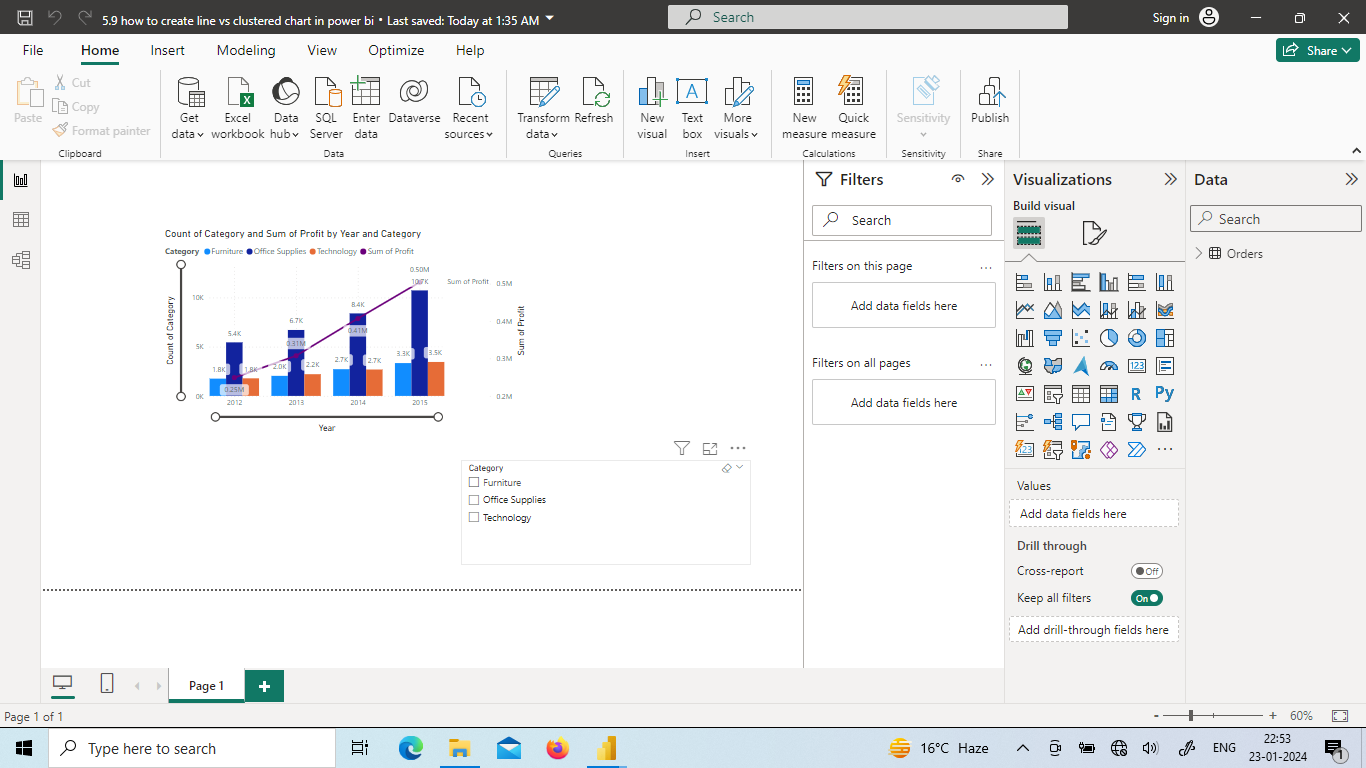 5.9 how to create line vs clustered chart in power bi • Last saved: Today at 1:35 AM
Search
Sign in
File
Home
Insert
Modeling
View
Optimize
Help
Share
Paste
Cut
Copy
Format painter
Clipboard
Get data
Excel workbook
Data hub
SQL Server
Enter data
Dataverse
Recent sources
Data
Transform data
Refresh
Queries
New visual
Text box
More visuals
Insert
New measure
Quick measure
Calculations
Sensitivity
Sensitivity
Publish
Share
Count of Category and Sum of Profit by Year and Category
Category Furniture Office Supplies Technology Sum of Profit
Count of Category
10K
5K
0K
5.4K
6.7K
8.4K
10.7K
0.50M
Sum of Profit
1.8K
1.8K
0.25M
2.0K
0.31M
2.2K
2.7K
0.41M
2.7K
3.3K
3.5K
0.5M
0.4M
0.3M
0.2M
Sum of Profit
2012
2013
2014
2015
Year
Category
Furniture
Office Supplies
Technology
Filters
Search
Filters on this page
...
Add data fields here
Filters on all pages
...
Add data fields here
Visualizations
Build visual
123
R
Py
123
...
Values
Add data fields here
Drill through
Cross-report
Off
Keep all filters
On
Add drill-through fields here
Data
Search
Orders
Page 1
+
Page 1 of 1
- + 60%
Type here to search
16°C Haze
ENG
22:53
23-01-2024
1